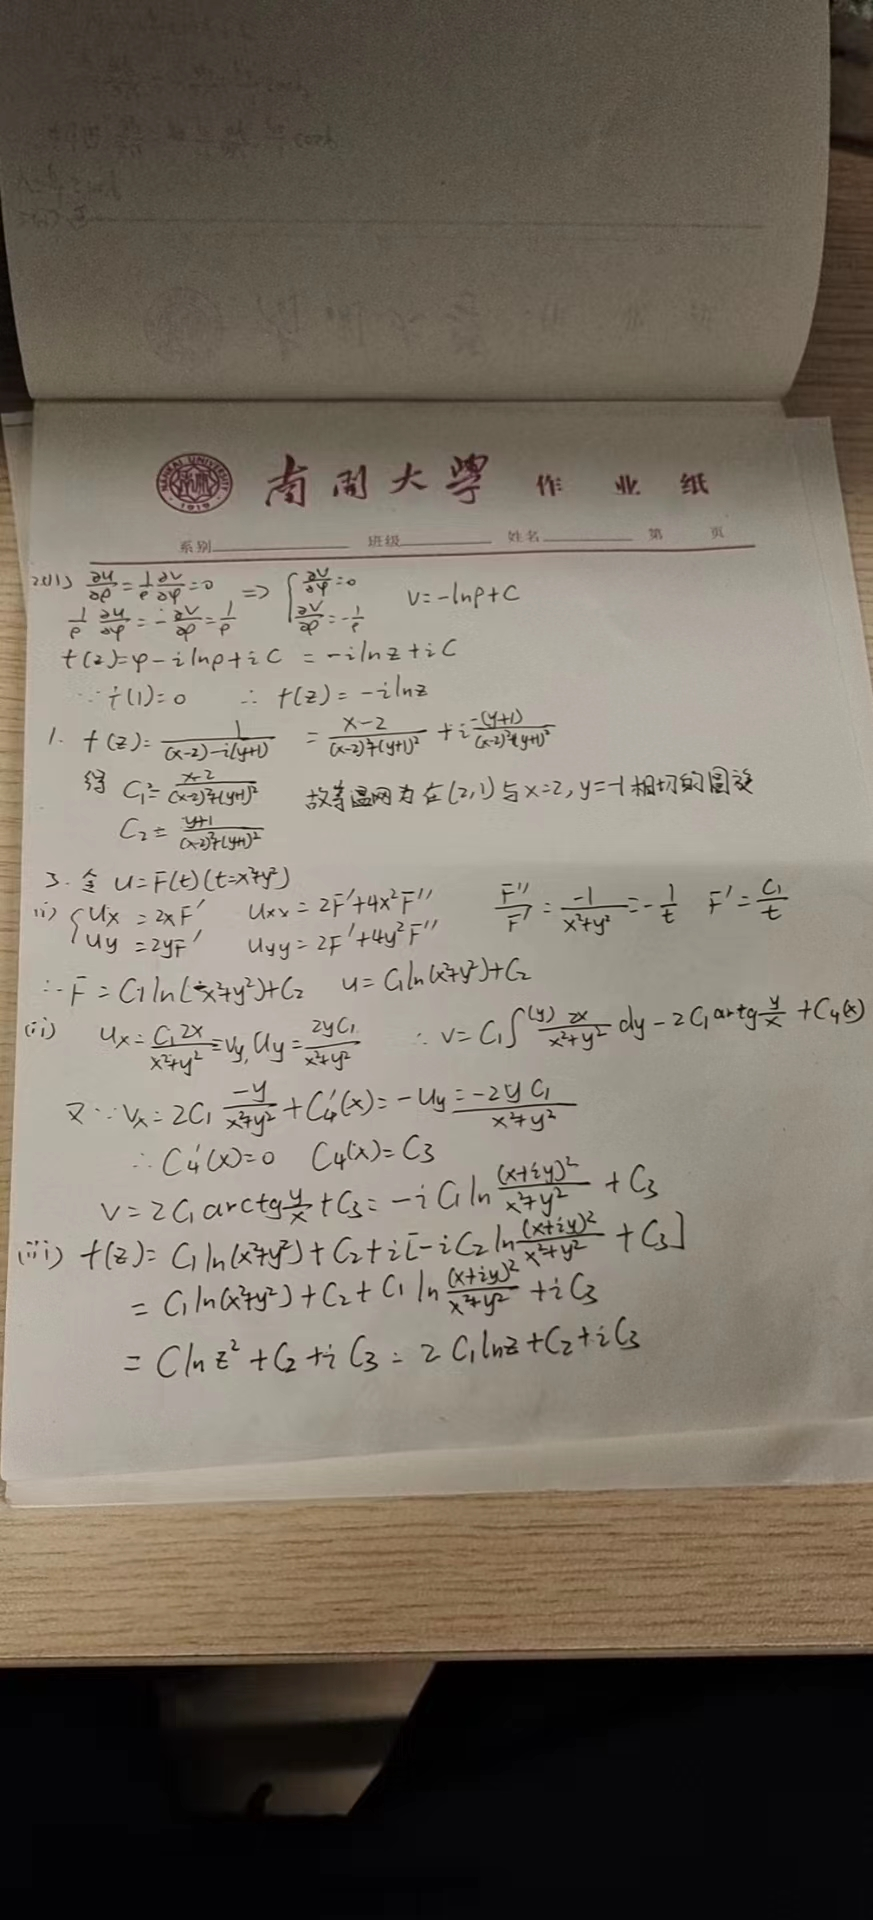 NANKAI UNIVERSITY 1919
南開大學 作业纸
系别 班级 姓名 第 页
∂u/∂ρ = 1/ρ ∂v/∂φ = 0 => { ∂v/∂φ = 0 v = -lnρ + C
1/ρ ∂u/∂φ = -∂v/∂ρ = 1/ρ ∂v/∂ρ = -1/ρ
f(z) = φ - i lnρ + iC = -i lnz + iC
∵ f(1) = 0 ∴ f(z) = -i lnz
1. f(z) = 1/((x-2) - i(y+1)) = (x-2)/((x-2)²+(y+1)²) + i -(y+1)/((x-2)²+(y+1)²)
得 C₁ = (x-2)/((x-2)²+(y+1)²) 故等温网为在(2,1)与x=2, y=-1相切的圆族
C₂ = (y+1)/((x-2)²+(y+1)²)
3. 令 u = F(t) (t=x²+y²)
(i) { ux = 2xF' uxx = 2F' + 4x²F'' F''/F' = -1/(x²+y²) = -1/t F' = C₁/t
uy = 2yF' uyy = 2F' + 4y²F''
∴ F = C₁ ln(x²+y²) + C₂ u = C₁ ln(x²+y²) + C₂
(ii) ux = C₁2x/(x²+y²) = vy, uy = 2yC₁/(x²+y²) ∴ v = C₁∫^(y) 2x/(x²+y²) dy - 2C₁ arctg y/x + C₄(x)
又∵ vx = 2C₁ -y/(x²+y²) + C₄'(x) = -uy = -2yC₁/(x²+y²)
∴ C₄'(x) = 0 C₄(x) = C₃
v = 2C₁ arctg y/x + C₃ = -i C₁ ln (x+iy)²/(x²+y²) + C₃
(iii) f(z) = C₁ ln(x²+y²) + C₂ + i[-i C₂ ln (x+iy)²/(x²+y²) + C₃]
= C₁ ln(x²+y²) + C₂ + C₁ ln (x+iy)²/(x²+y²) + iC₃
= C ln z² + C₂ + iC₃ = 2C₁ lnz + C₂ + iC₃